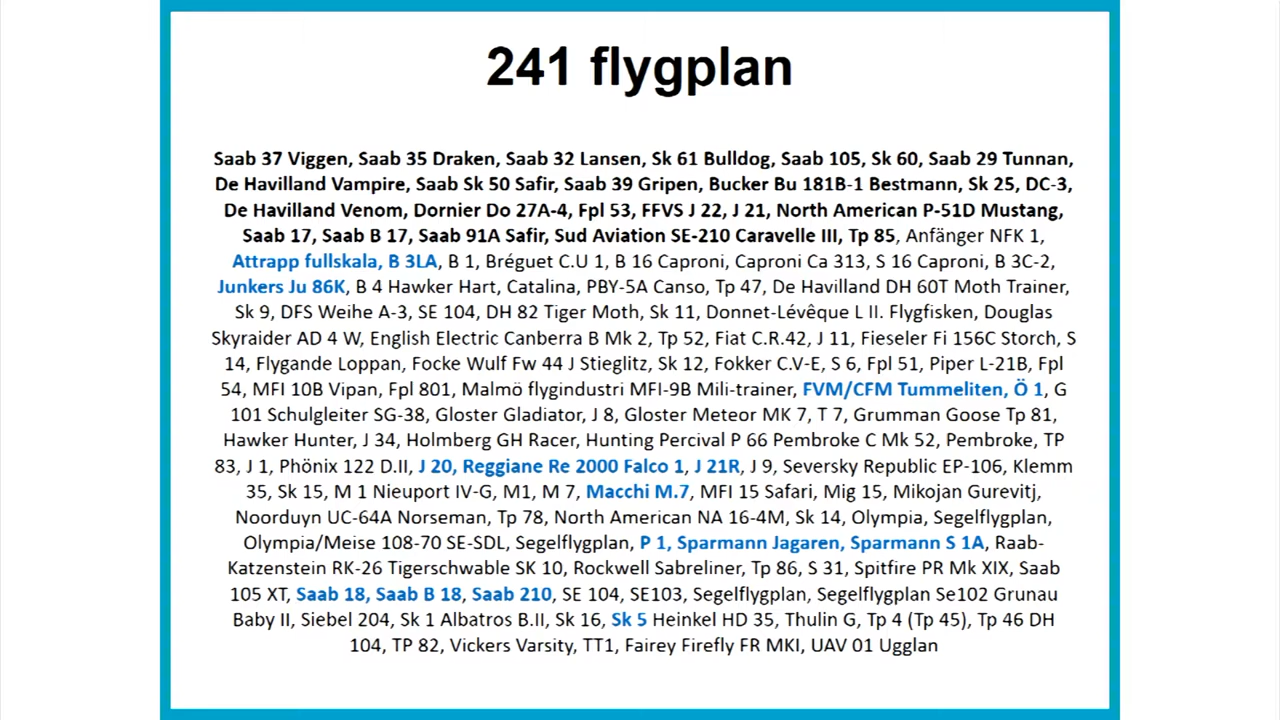 241 flygplan
Saab 37 Viggen, Saab 35 Draken, Saab 32 Lansen, Sk 61 Bulldog, Saab 105, Sk 60, Saab 29 Tunnan,
De Havilland Vampire, Saab Sk 50 Safir, Saab 39 Gripen, Bucker Bu 181B-1 Bestmann, Sk 25, DC-3,
De Havilland Venom, Dornier Do 27A-4, Fpl 53, FFVS J 22, J 21, North American P-51D Mustang,
Saab 17, Saab B 17, Saab 91A Safir, Sud Aviation SE-210 Caravelle III, Tp 85, Anfänger NFK 1,
Attrapp fullskala, B 3LA, B 1, Bréguet C.U 1, B 16 Caproni, Caproni Ca 313, S 16 Caproni, B 3C-2,
Junkers Ju 86K, B 4 Hawker Hart, Catalina, PBY-5A Canso, Tp 47, De Havilland DH 60T Moth Trainer,
Sk 9, DFS Weihe A-3, SE 104, DH 82 Tiger Moth, Sk 11, Donnet-Lévêque L II. Flygfisken, Douglas
Skyraider AD 4 W, English Electric Canberra B Mk 2, Tp 52, Fiat C.R.42, J 11, Fieseler Fi 156C Storch, S
14, Flygande Loppan, Focke Wulf Fw 44 J Stieglitz, Sk 12, Fokker C.V-E, S 6, Fpl 51, Piper L-21B, Fpl
54, MFI 10B Vipan, Fpl 801, Malmö flygindustri MFI-9B Mili-trainer, FVM/CFM Tummeliten, Ö 1, G
101 Schulgleiter SG-38, Gloster Gladiator, J 8, Gloster Meteor MK 7, T 7, Grumman Goose Tp 81,
Hawker Hunter, J 34, Holmberg GH Racer, Hunting Percival P 66 Pembroke C Mk 52, Pembroke, TP
83, J 1, Phönix 122 D.II, J 20, Reggiane Re 2000 Falco 1, J 21R, J 9, Seversky Republic EP-106, Klemm
35, Sk 15, M 1 Nieuport IV-G, M1, M 7, Macchi M.7, MFI 15 Safari, Mig 15, Mikojan Gurevitj,
Noorduyn UC-64A Norseman, Tp 78, North American NA 16-4M, Sk 14, Olympia, Segelflygplan,
Olympia/Meise 108-70 SE-SDL, Segelflygplan, P 1, Sparmann Jagaren, Sparmann S 1A, Raab-
Katzenstein RK-26 Tigerschwable SK 10, Rockwell Sabreliner, Tp 86, S 31, Spitfire PR Mk XIX, Saab
105 XT, Saab 18, Saab B 18, Saab 210, SE 104, SE103, Segelflygplan, Segelflygplan Se102 Grunau
Baby II, Siebel 204, Sk 1 Albatros B.II, Sk 16, Sk 5 Heinkel HD 35, Thulin G, Tp 4 (Tp 45), Tp 46 DH
104, TP 82, Vickers Varsity, TT1, Fairey Firefly FR MKI, UAV 01 Ugglan